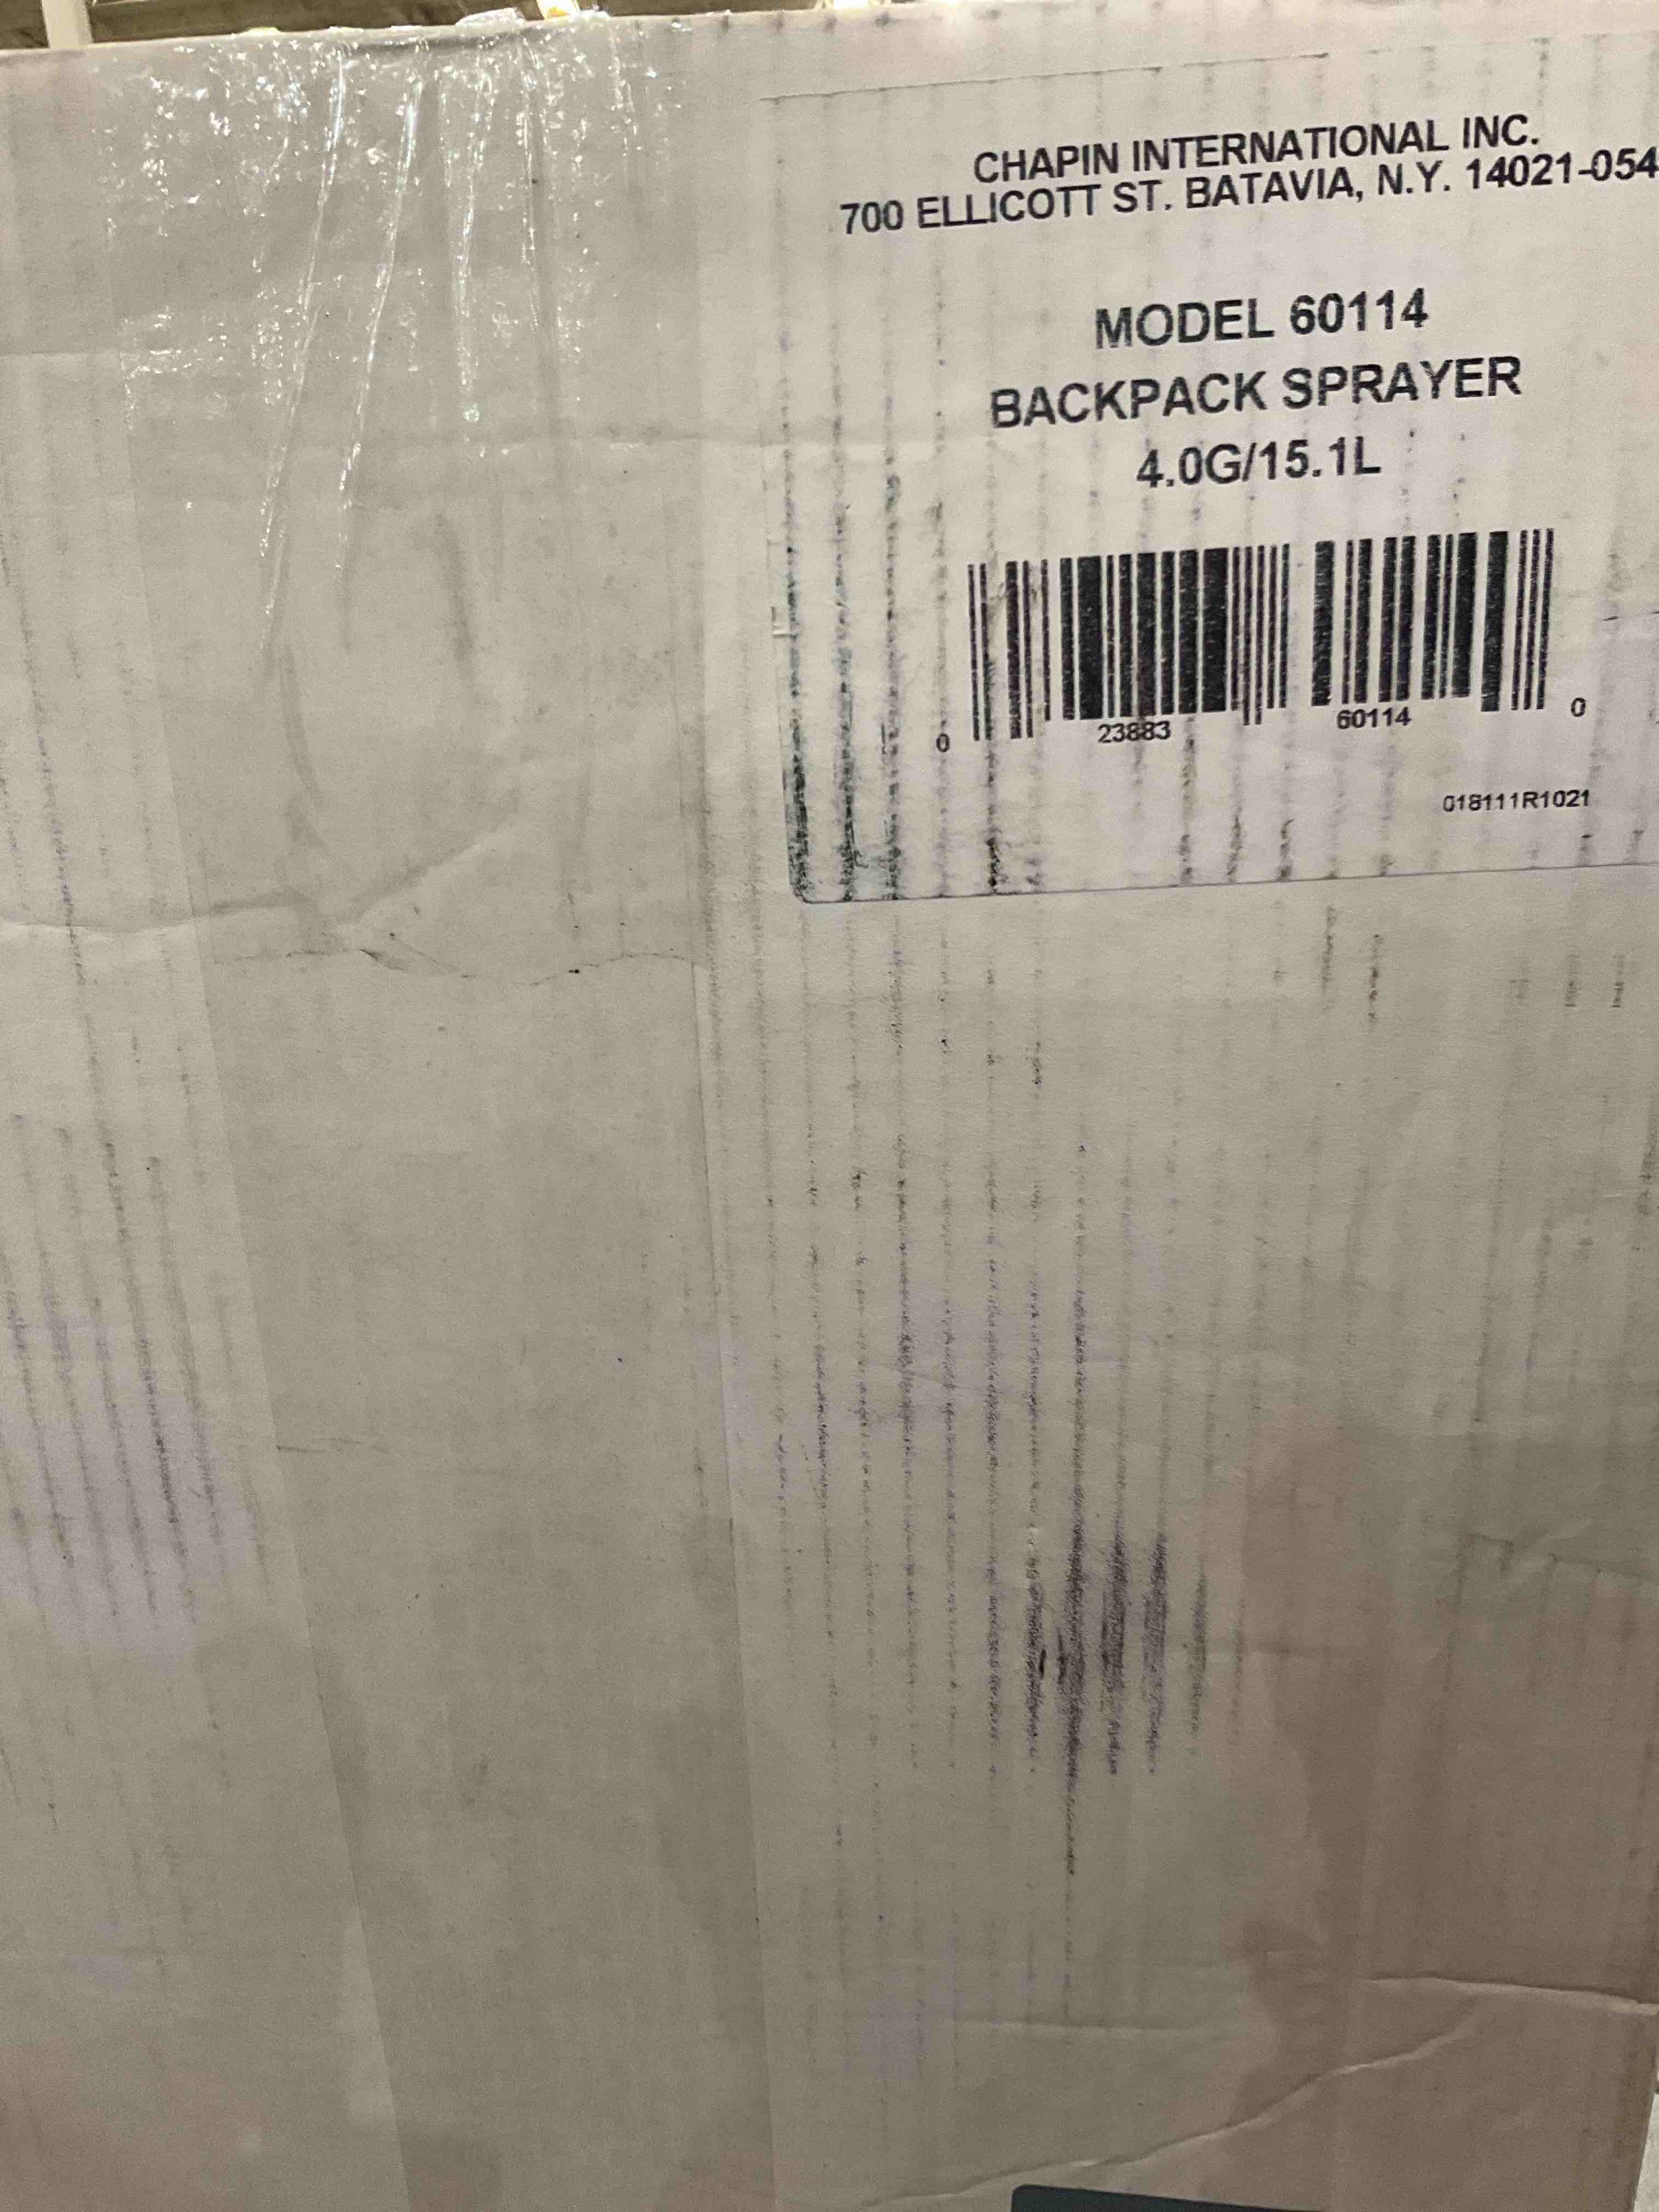 CHAPIN INTERNATIONAL INC.
700 ELLICOTT ST. BATAVIA, N.Y. 14021-054
MODEL 60114
BACKPACK SPRAYER
4.0G/15.1L
0 23883 60114 0
018111R1021